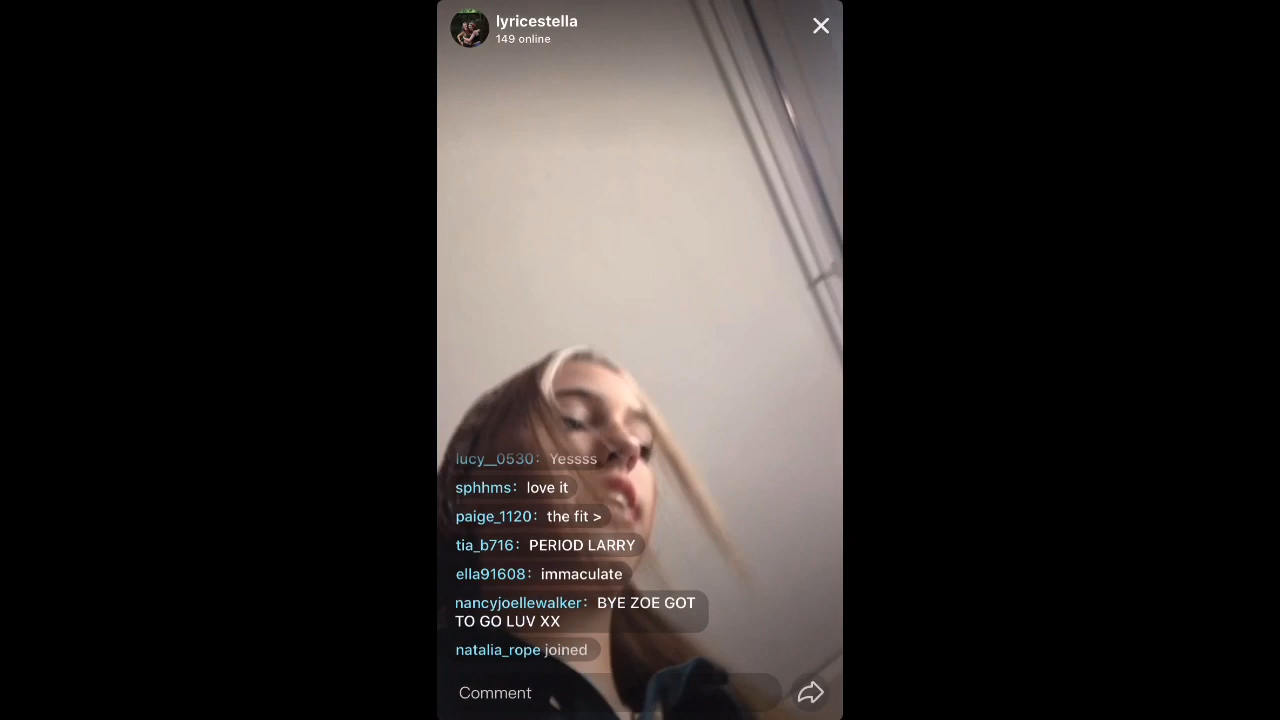 lyricestella
149 online
lucy__0530: Yessss
sphhms: love it
paige_1120: the fit >
tia_b716: PERIOD LARRY
ella91608: immaculate
nancyjoellewalker: BYE ZOE GOT
TO GO LUV XX
natalia_rope joined
Comment